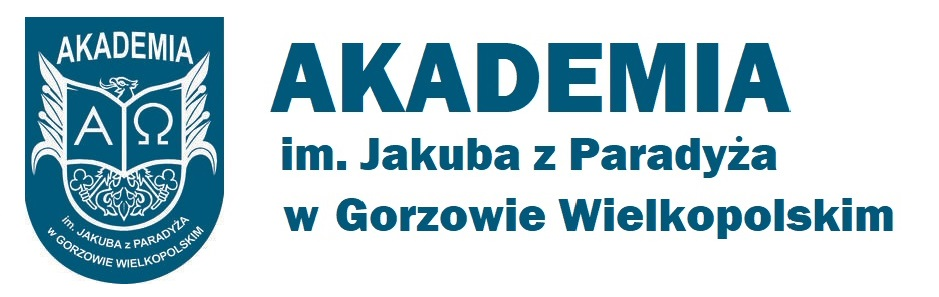 AKADEMIA
Α Ω
im. JAKUBA z PARADYŻA
w GORZOWIE WIELKOPOLSKIM
AKADEMIA
im. Jakuba z Paradyża
w Gorzowie Wielkopolskim